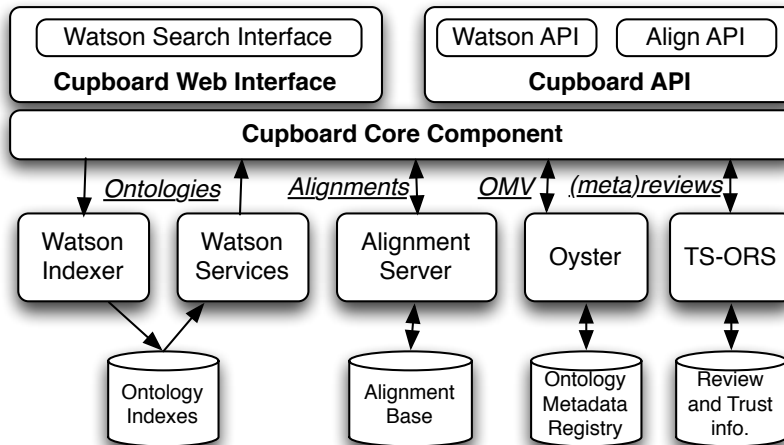 Watson Search Interface
Cupboard Web Interface
Watson API
Align API
Cupboard API
Cupboard Core Component
Ontologies
Alignments
OMV
(meta)reviews
Watson
Indexer
Watson
Services
Alignment
Server
Oyster
TS-ORS
Ontology
Indexes
Alignment
Base
Ontology
Metadata
Registry
Review
and Trust
info.